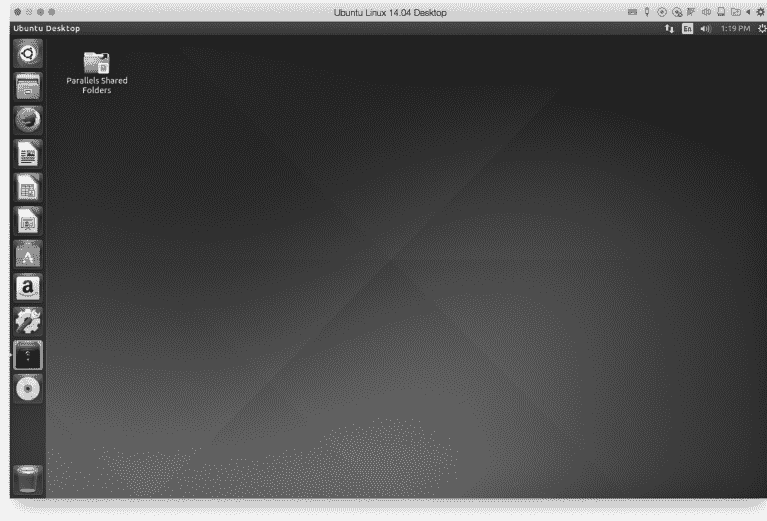 Ubuntu Linux 14.04 Desktop
Ubuntu Desktop
En
1:19 PM
Parallels Shared
Folders
a